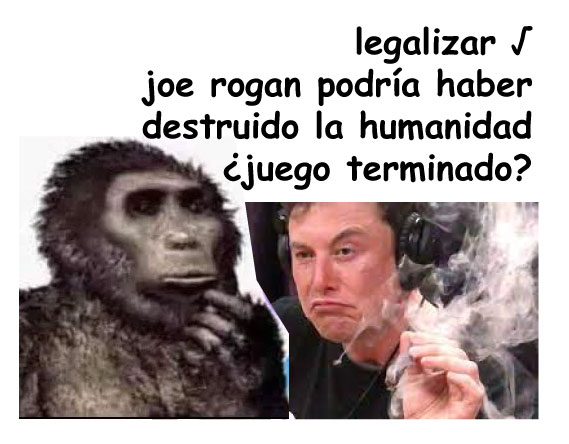 legalizar √
joe rogan podría haber
destruido la humanidad
¿juego terminado?